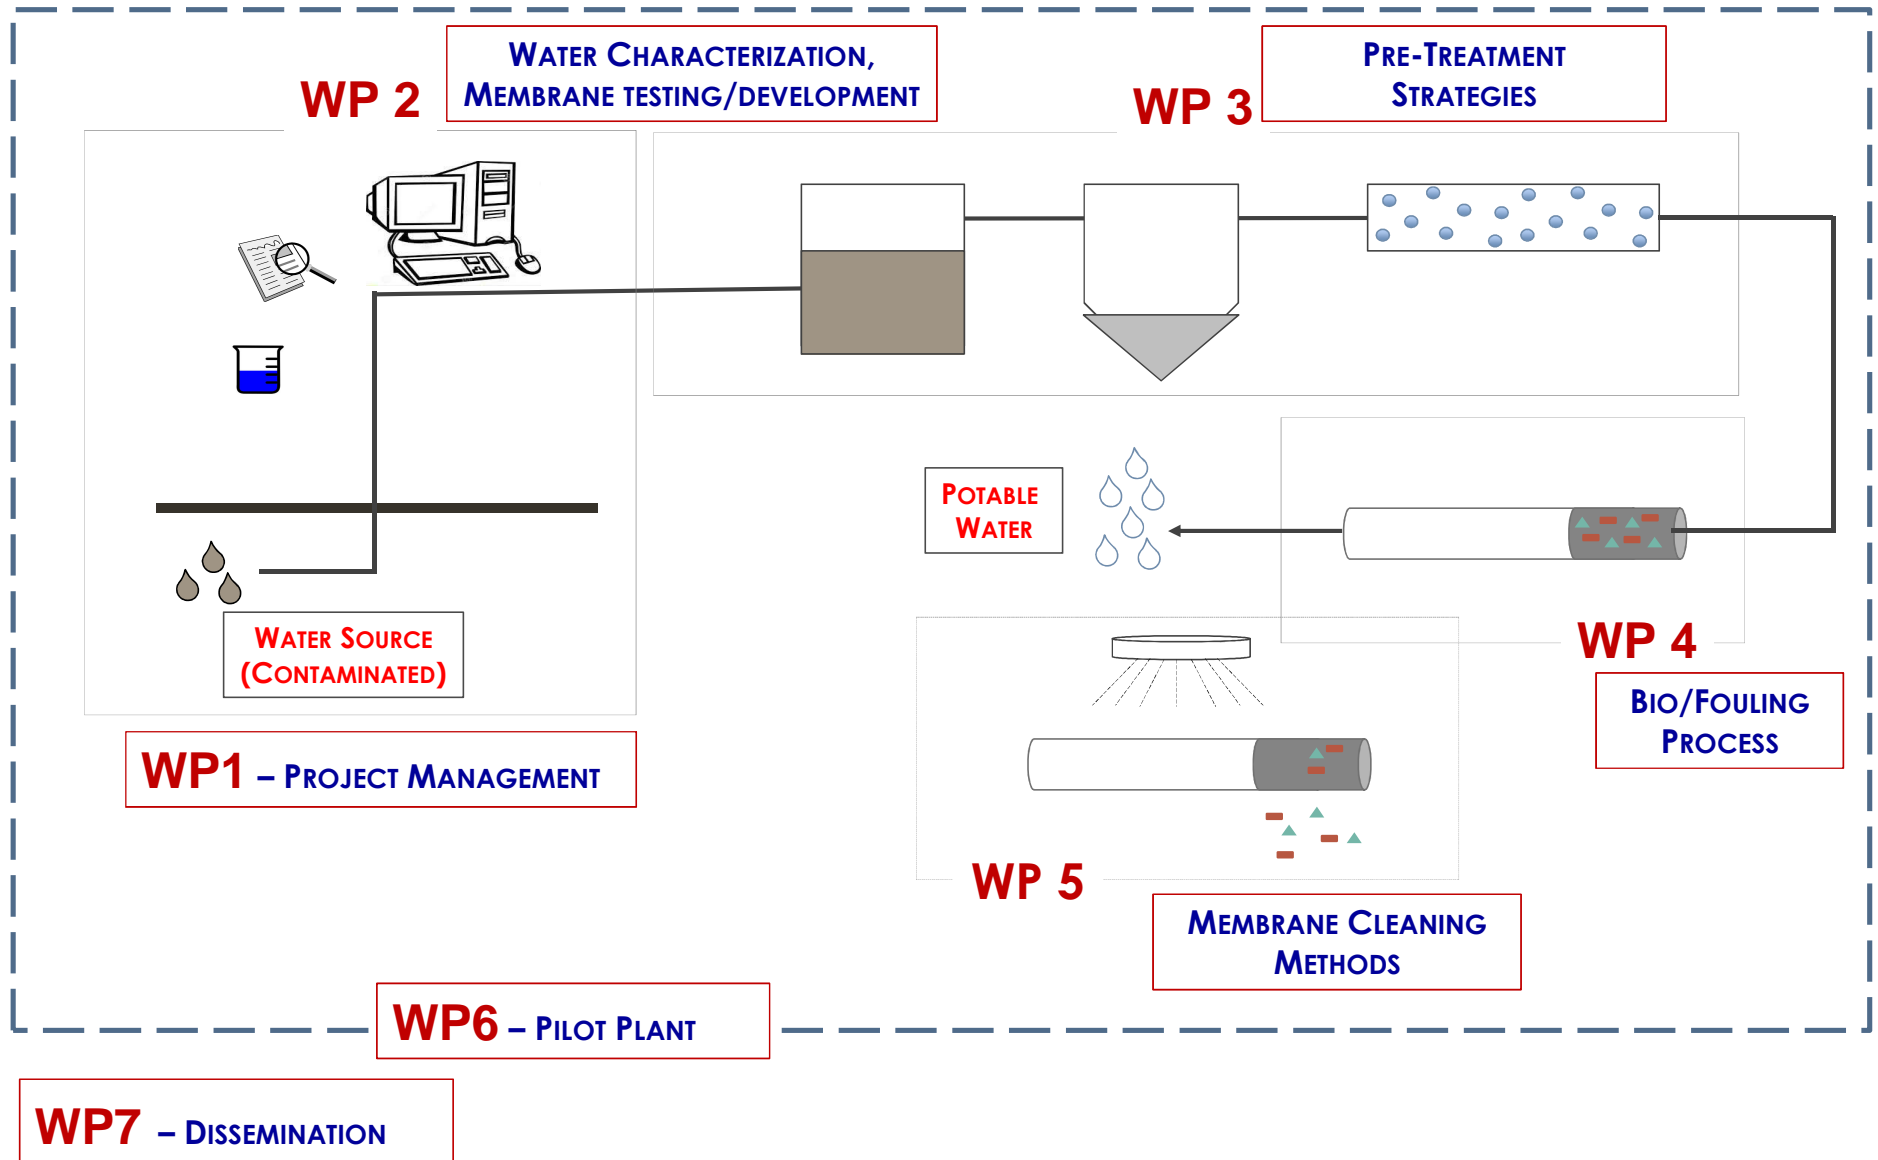 WATER CHARACTERIZATION,
MEMBRANE TESTING/DEVELOPMENT
WP 2
PRE-TREATMENT
STRATEGIES
WP 3
POTABLE
WATER
WATER SOURCE
(CONTAMINATED)
WP 4
BIO/FOULING
PROCESS
WP1 – PROJECT MANAGEMENT
WP 5
MEMBRANE CLEANING
METHODS
WP6 – PILOT PLANT
WP7 – DISSEMINATION